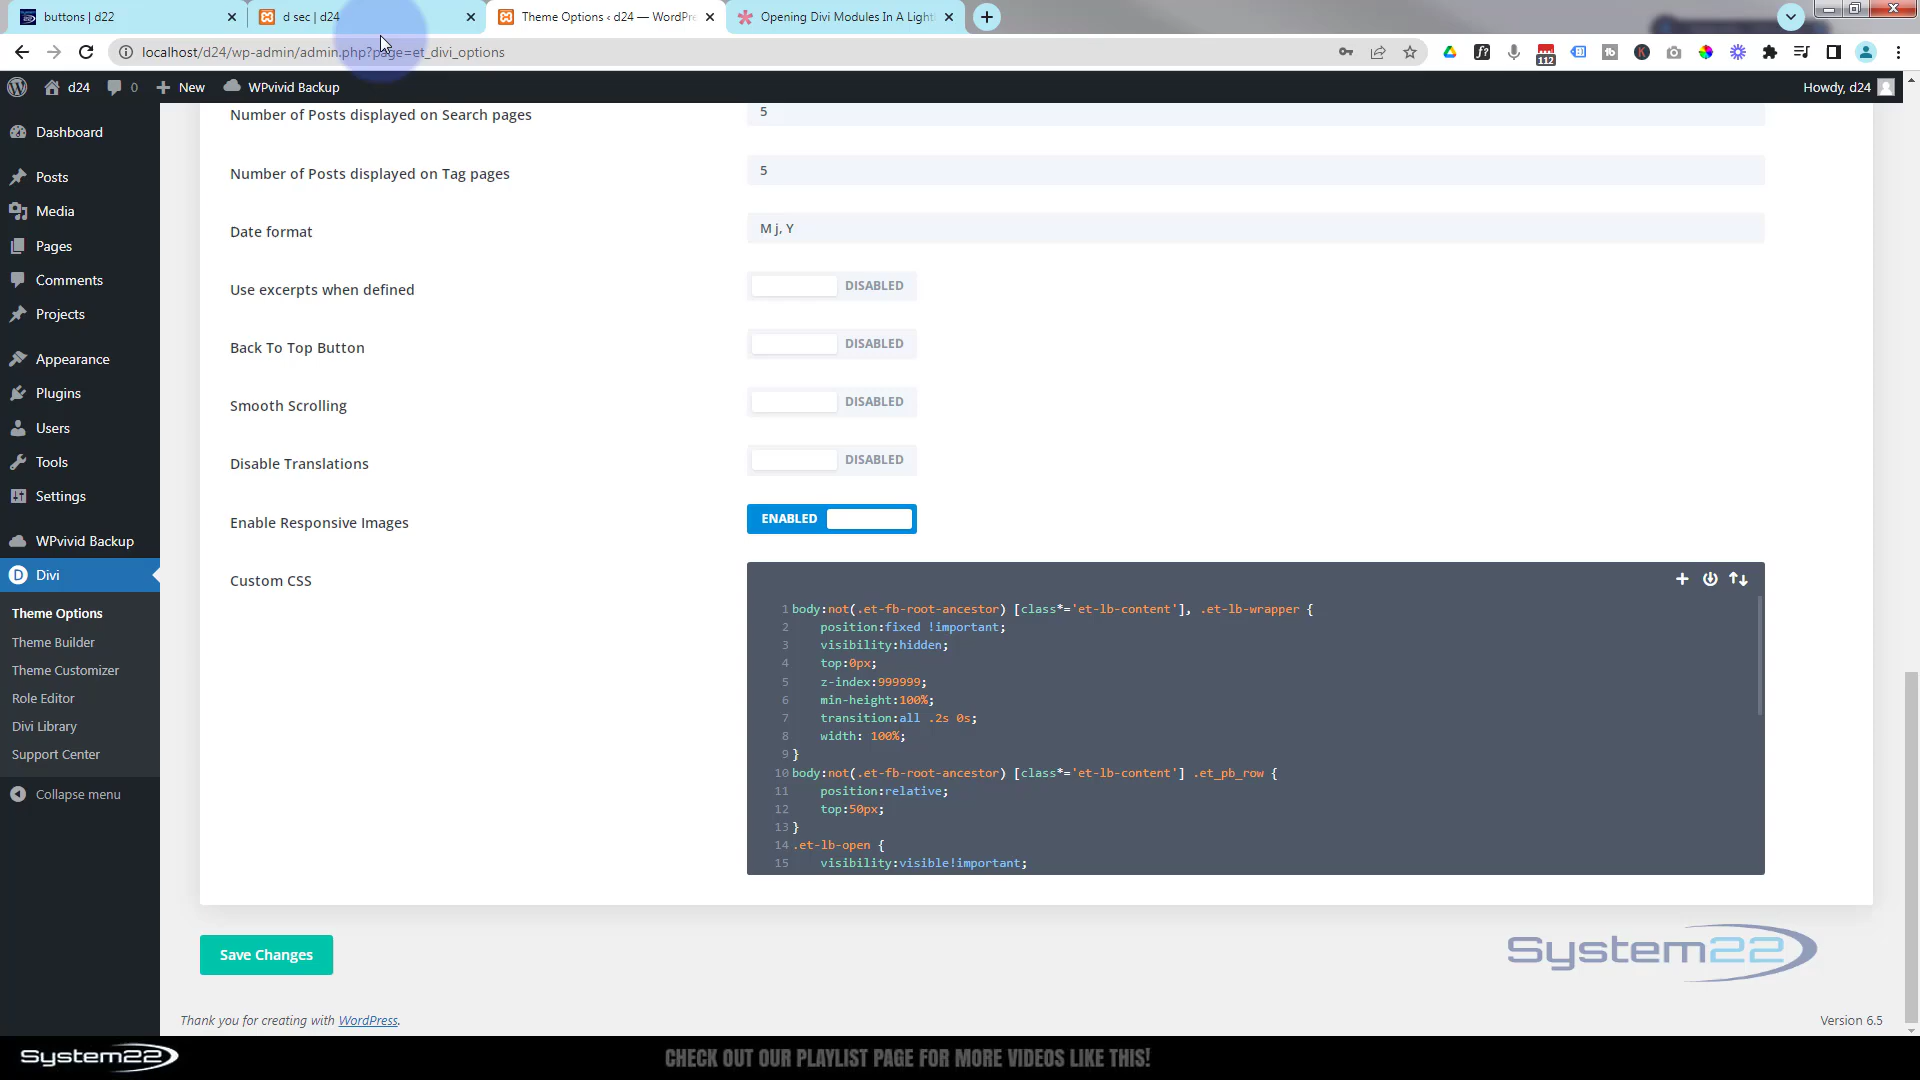 buttons | d22
d sec | d24
Theme Options ‹ d24 — WordPre
Opening Divi Modules In A Light
localhost/d24/wp-admin/admin.php?page=et_divi_options
112
d24
0
New
WPvivid Backup
Howdy, d24
Dashboard
Posts
Media
Pages
Comments
Projects
Appearance
Plugins
Users
Tools
Settings
WPvivid Backup
Divi
Theme Options
Theme Builder
Theme Customizer
Role Editor
Divi Library
Support Center
Collapse menu
Number of Posts displayed on Search pages
5
Number of Posts displayed on Tag pages
5
Date format
M j, Y
Use excerpts when defined
DISABLED
Back To Top Button
DISABLED
Smooth Scrolling
DISABLED
Disable Translations
DISABLED
Enable Responsive Images
ENABLED
Custom CSS
1 body:not(.et-fb-root-ancestor) [class*='et-lb-content'], .et-lb-wrapper {
2 position:fixed !important;
3 visibility:hidden;
4 top:0px;
5 z-index:999999;
6 min-height:100%;
7 transition:all .2s 0s;
8 width: 100%;
9 }
10 body:not(.et-fb-root-ancestor) [class*='et-lb-content'] .et_pb_row {
11 position:relative;
12 top:50px;
13 }
14 .et-lb-open {
15 visibility:visible!important;
Save Changes
System22
Thank you for creating with WordPress.
Version 6.5
System22
CHECK OUT OUR PLAYLIST PAGE FOR MORE VIDEOS LIKE THIS!